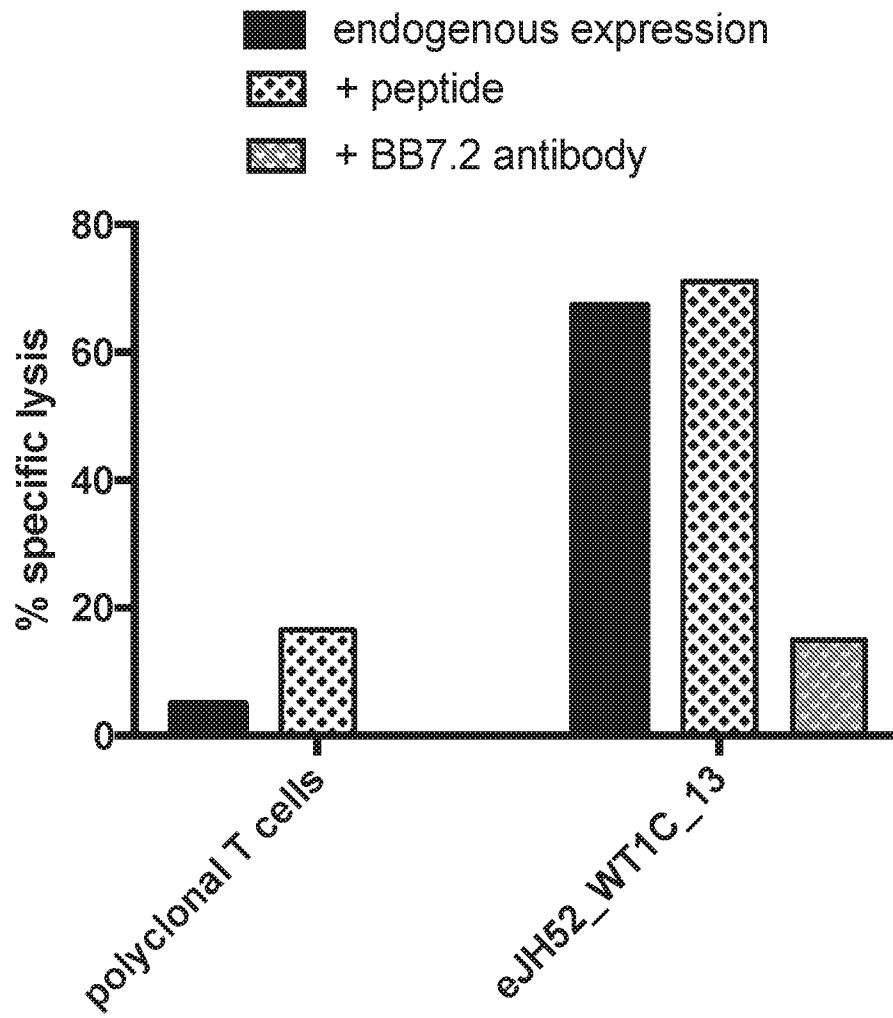 endogenous expression
+ peptide
+ BB7.2 antibody
% specific lysis
80
60
40
20
0
polyclonal T cells
eJH52_WT1C_13